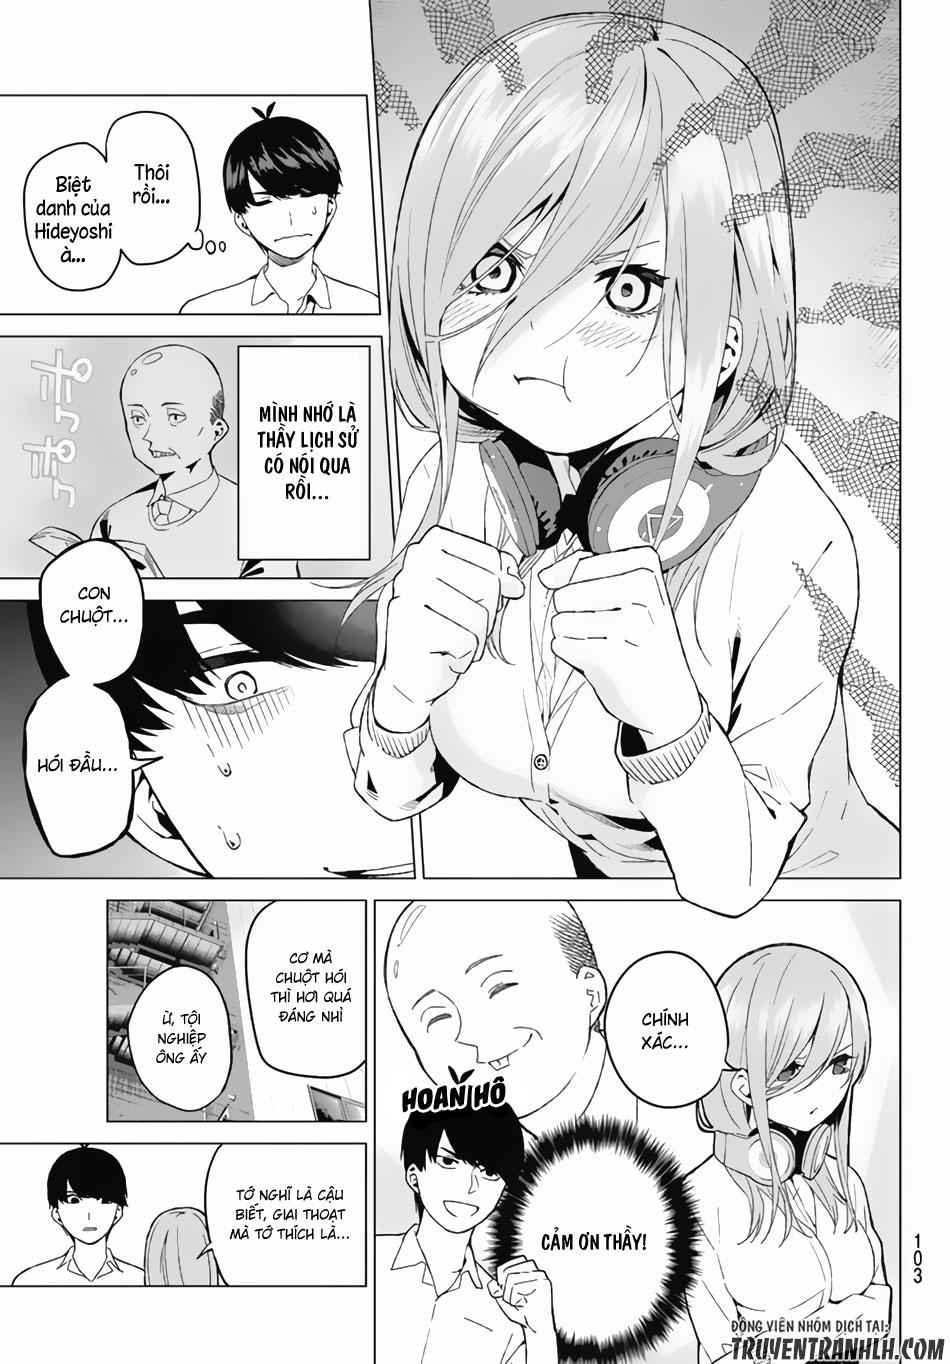 Thôi
rồi...
Biệt
danh của
Hideyoshi
à...
MÌNH NHỚ LÀ
THẦY LỊCH SỬ
CÓ NÓI QUA
RỒI...
CON
CHUỘT...
HÓI ĐẦU...
CHÍNH
XÁC...
HOAN HÔ
CẢM ƠN THẦY!
CƠ MÀ
CHUỘT HÓI
THÌ HƠI QUÁ
ĐÁNG NHỈ
Ừ, TỘI
NGHIỆP
ÔNG ẤY
TỚ NGHĨ LÀ CẬU
BIẾT, GIAI THOẠT
MÀ TỚ THÍCH LÀ...
103
ĐỘNG VIÊN NHÓM DỊCH TẠI:
TRUYENTRANHLH.COM